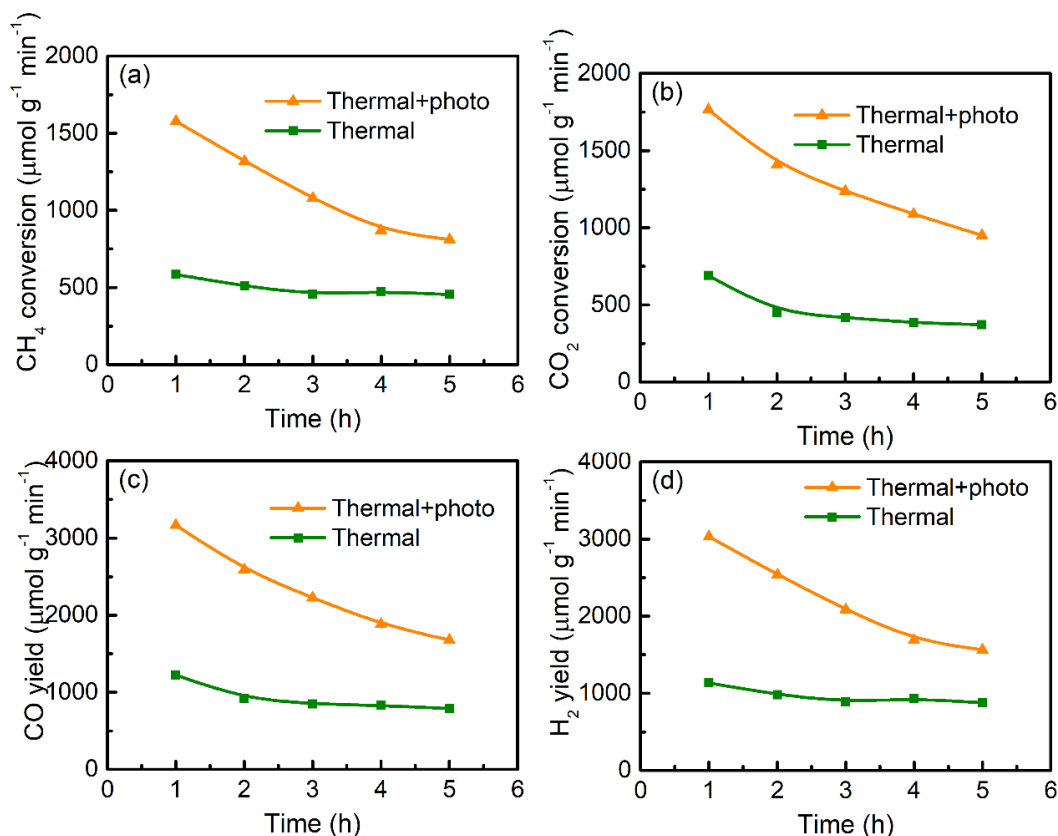 (a)
Thermal+photo
Thermal
CH₄ conversion (μmol g⁻¹ min⁻¹)
2000
1500
1000
500
0
0 1 2 3 4 5 6
Time (h)
(b)
Thermal+photo
Thermal
CO₂ conversion (μmol g⁻¹ min⁻¹)
2000
1500
1000
500
0
0 1 2 3 4 5 6
Time (h)
(c)
Thermal+photo
Thermal
CO yield (μmol g⁻¹ min⁻¹)
4000
3000
2000
1000
0
0 1 2 3 4 5 6
Time (h)
(d)
Thermal+photo
Thermal
H₂ yield (μmol g⁻¹ min⁻¹)
4000
3000
2000
1000
0
0 1 2 3 4 5 6
Time (h)